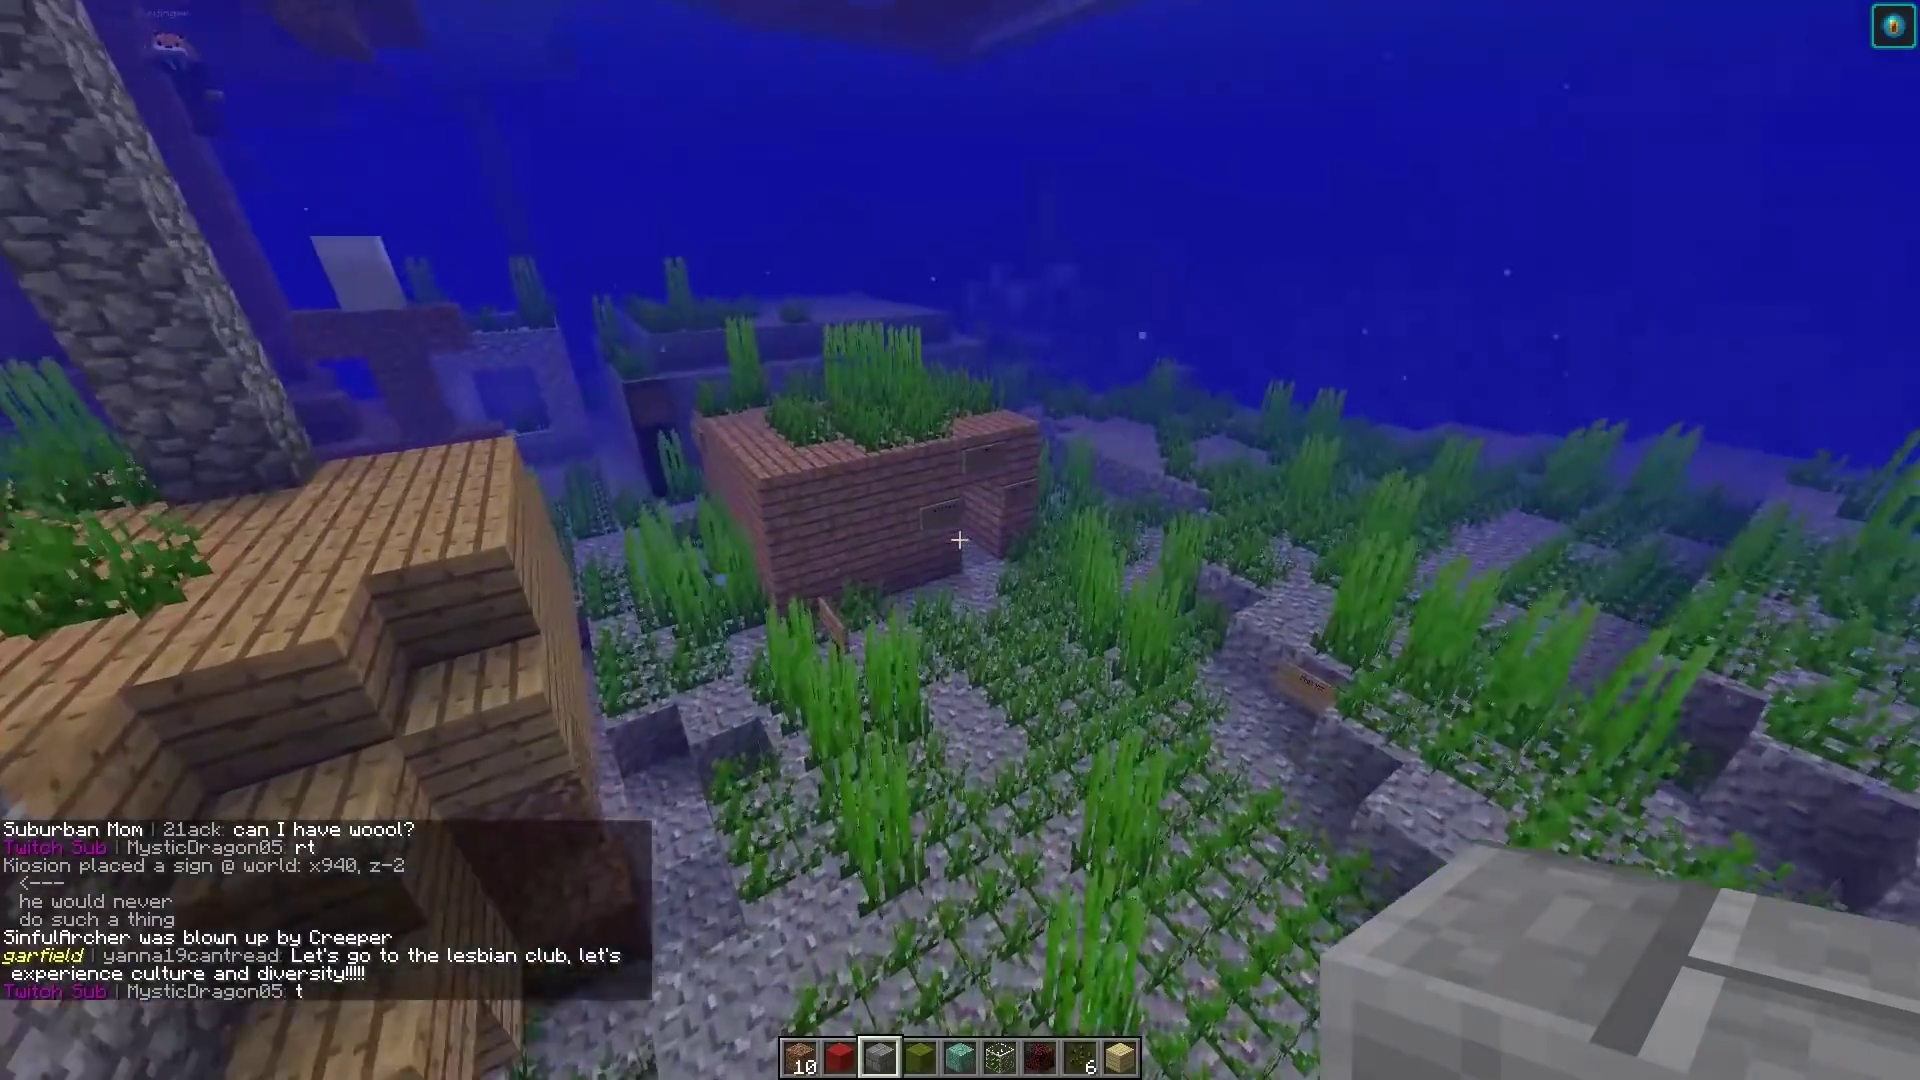 Suburban Mom | 21ack: can I have woool?
Twitch Sub | MysticDragon05: rt
Kiosion placed a sign @ world: x940, z-2
<---
he would never
do such a thing
SinfulArcher was blown up by Creeper
garfield | yanna19cantread: Let's go to the lesbian club, let's
experience culture and diversity!!!!!
Twitch Sub | MysticDragon05: t
10
6